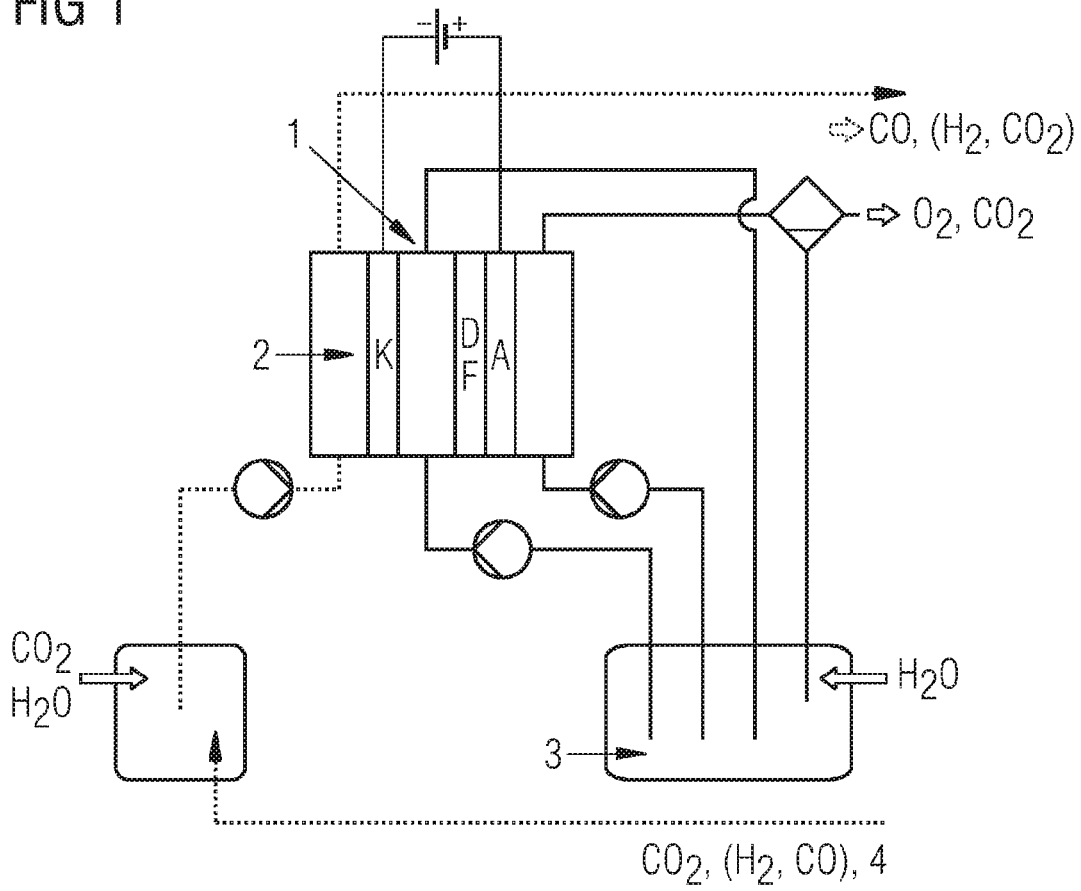 FIG 1
− +
CO, (H2, CO2)
1
O2, CO2
2
K
D
F
A
CO2
H2O
H2O
3
CO2, (H2, CO), 4